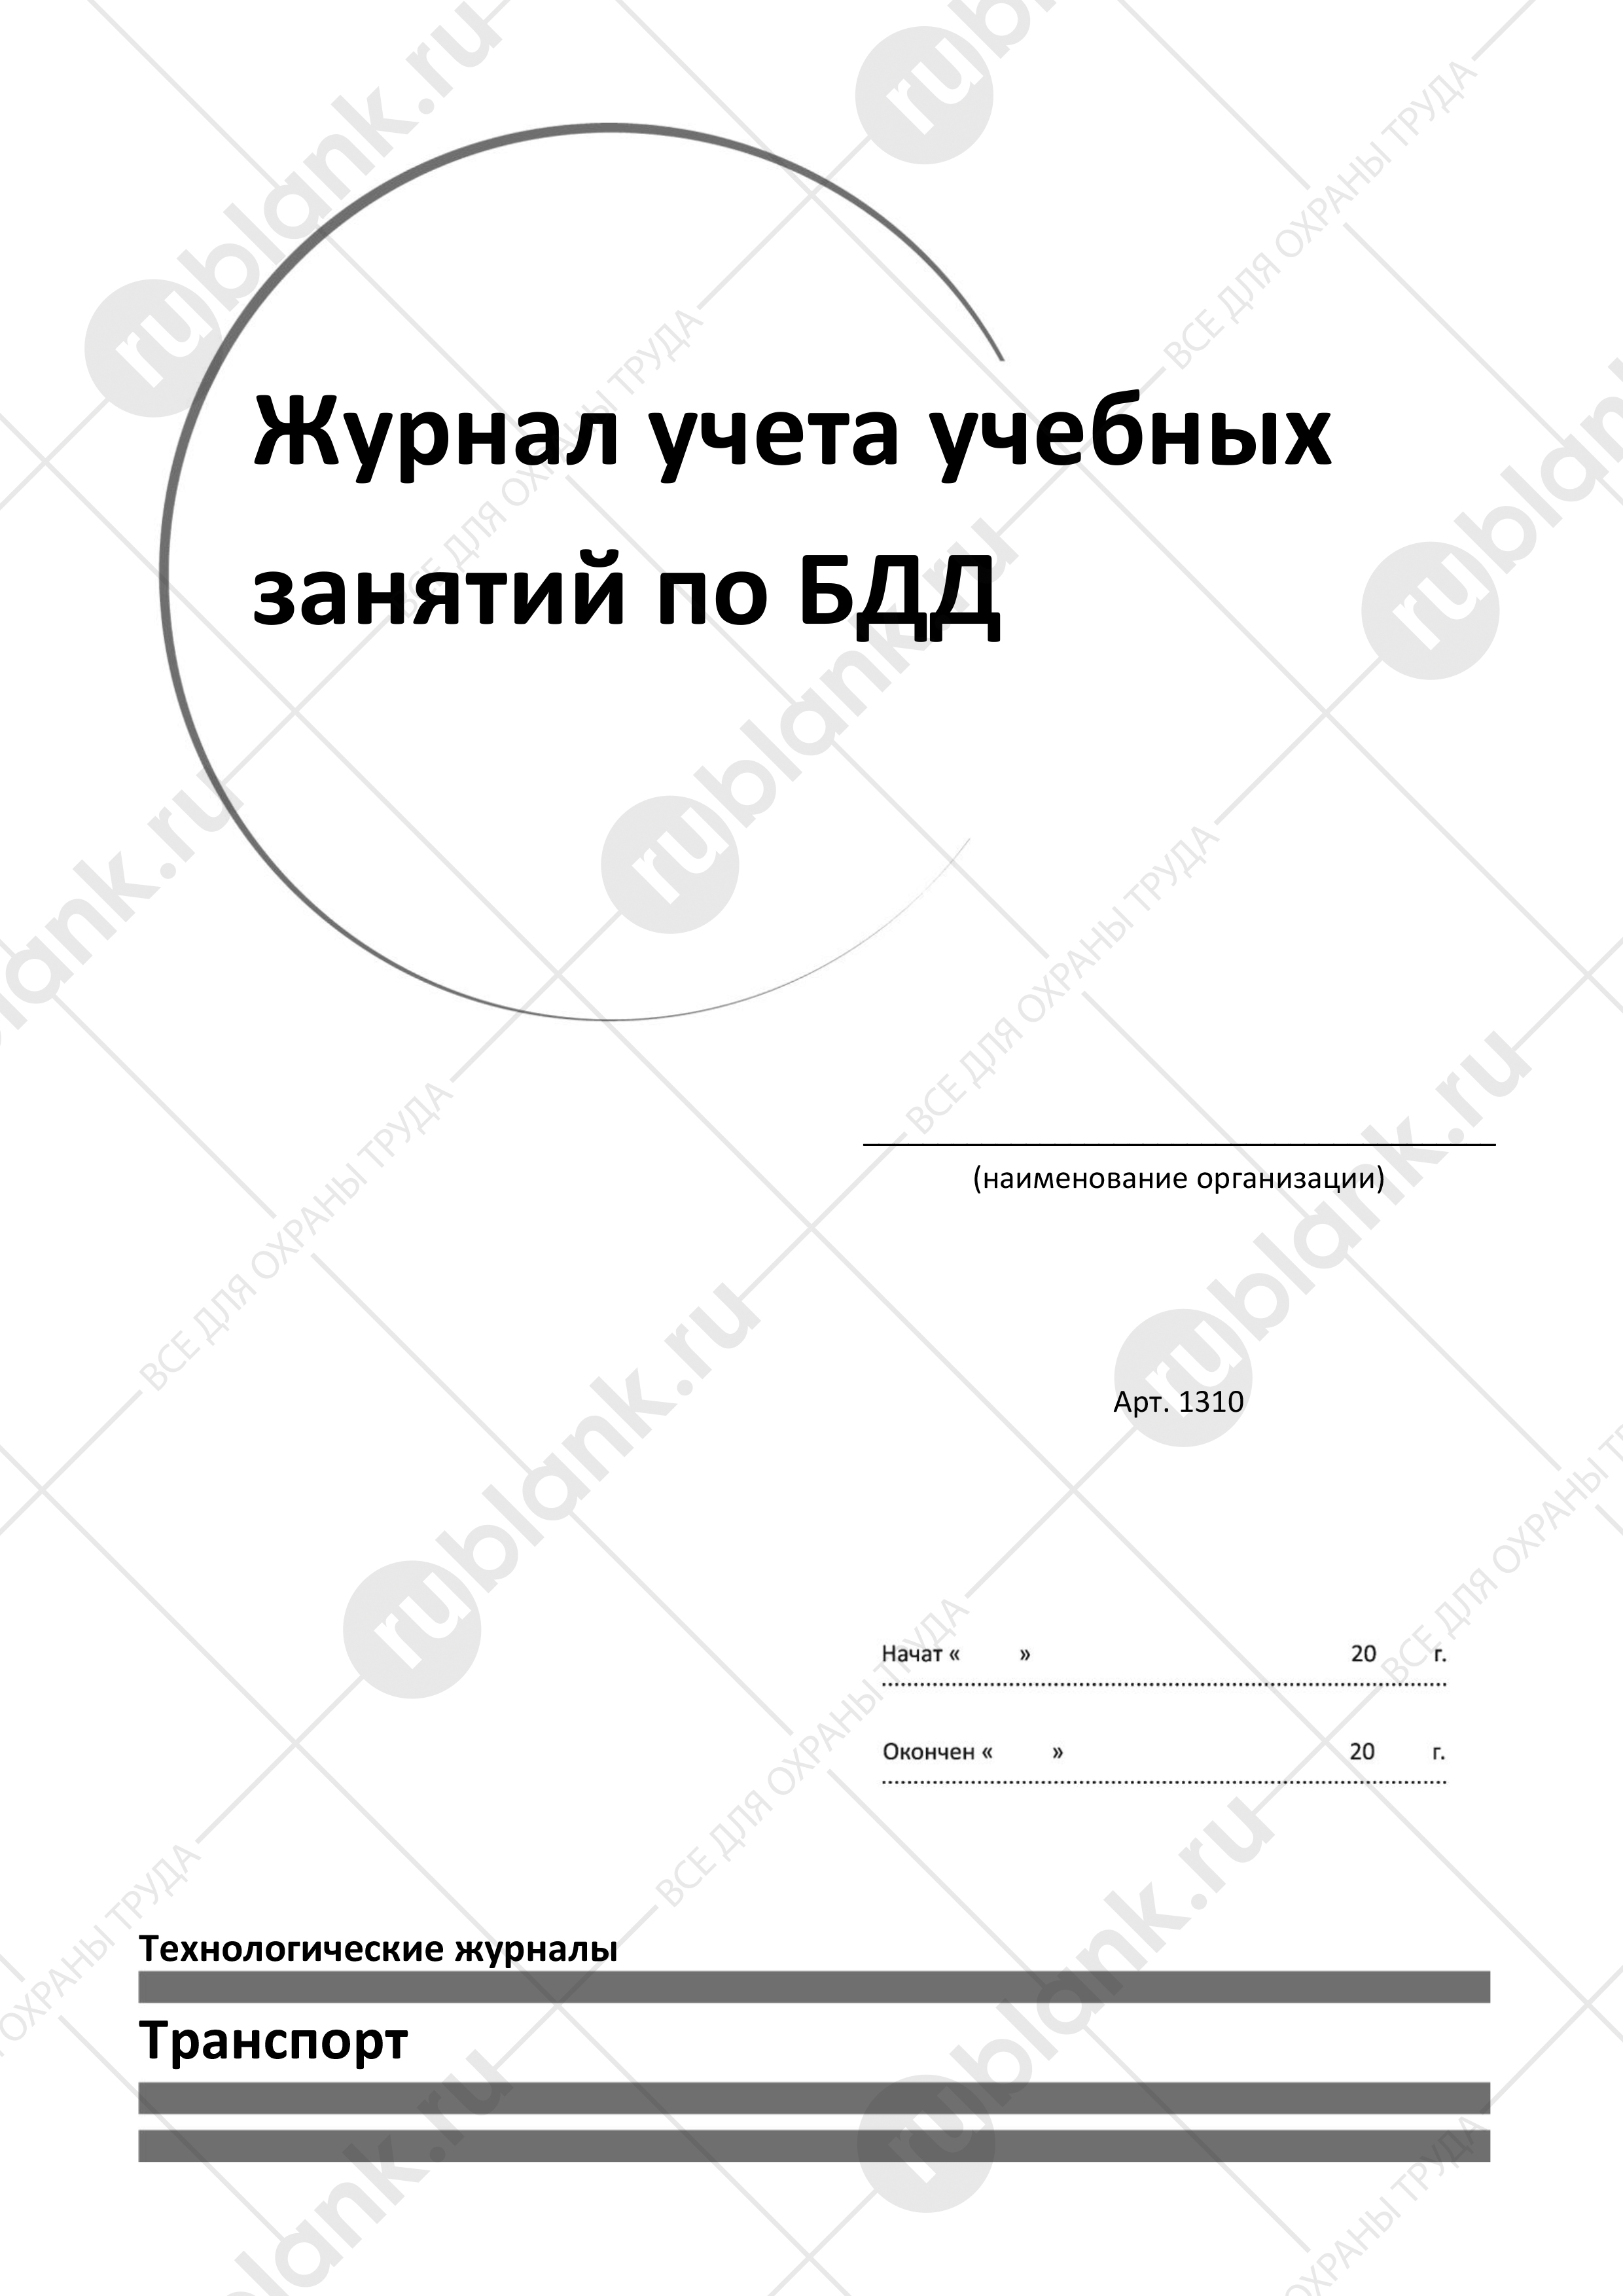 Журнал учета учебных
занятий по БДД
(наименование организации)
Арт. 1310
Начат « » 20 г.
Окончен « » 20 г.
Технологические журналы
Транспорт
rublank.ru
ВСЕ ДЛЯ ОХРАНЫ ТРУДА